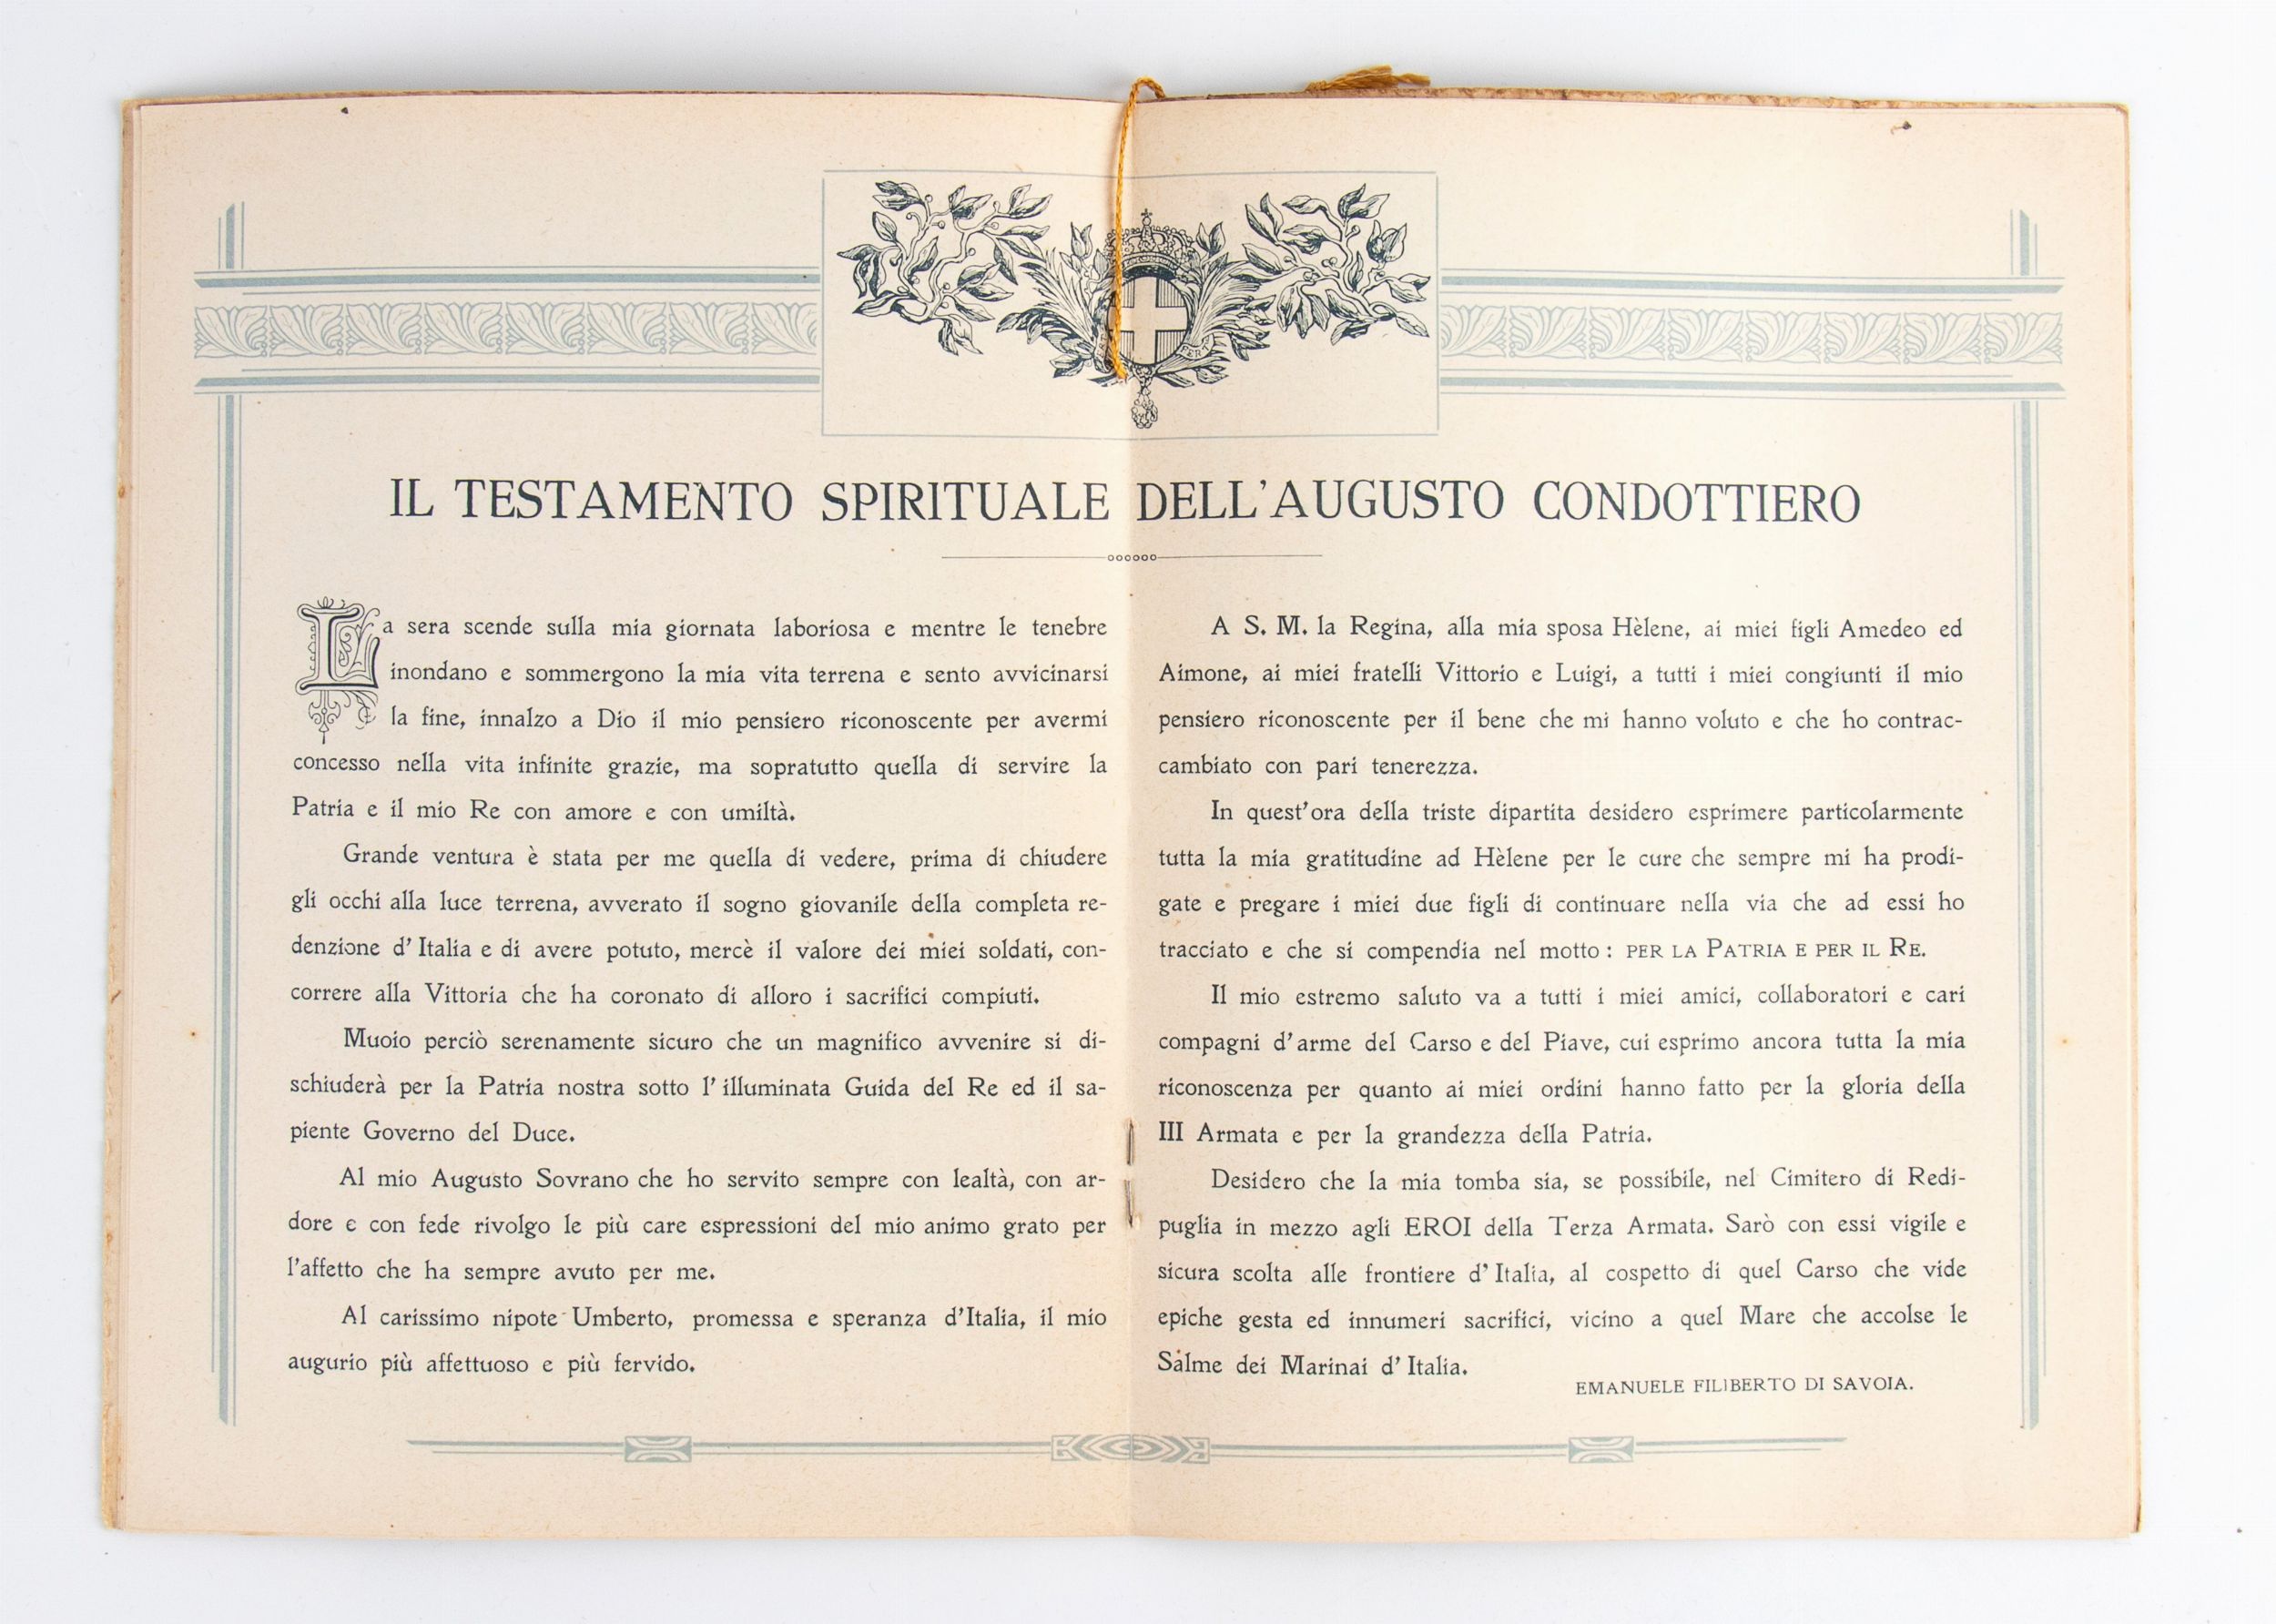 IL TESTAMENTO SPIRITUALE DELL'AUGUSTO CONDOTTIERO
La sera scende sulla mia giornata laboriosa e mentre le tenebre
inondano e sommergono la mia vita terrena e sento avvicinarsi
la fine, innalzo a Dio il mio pensiero riconoscente per avermi
concesso nella vita infinite grazie, ma sopratutto quella di servire la
Patria e il mio Re con amore e con umiltà.
Grande ventura è stata per me quella di vedere, prima di chiudere
gli occhi alla luce terrena, avverato il sogno giovanile della completa re-
denzione d'Italia e di avere potuto, mercè il valore dei miei soldati, con-
correre alla Vittoria che ha coronato di alloro i sacrifici compiuti.
Muoio perciò serenamente sicuro che un magnifico avvenire si di-
schiuderà per la Patria nostra sotto l'illuminata Guida del Re ed il sa-
piente Governo del Duce.
Al mio Augusto Sovrano che ho servito sempre con lealtà, con ar-
dore e con fede rivolgo le più care espressioni del mio animo grato per
l'affetto che ha sempre avuto per me.
Al carissimo nipote Umberto, promessa e speranza d'Italia, il mio
augurio più affettuoso e più fervido.
A S. M. la Regina, alla mia sposa Hèlene, ai miei figli Amedeo ed
Aimone, ai miei fratelli Vittorio e Luigi, a tutti i miei congiunti il mio
pensiero riconoscente per il bene che mi hanno voluto e che ho contrac-
cambiato con pari tenerezza.
In quest'ora della triste dipartita desidero esprimere particolarmente
tutta la mia gratitudine ad Hèlene per le cure che sempre mi ha prodi-
gate e pregare i miei due figli di continuare nella via che ad essi ho
tracciato e che si compendia nel motto: PER LA PATRIA E PER IL RE.
Il mio estremo saluto va a tutti i miei amici, collaboratori e cari
compagni d'arme del Carso e del Piave, cui esprimo ancora tutta la mia
riconoscenza per quanto ai miei ordini hanno fatto per la gloria della
III Armata e per la grandezza della Patria.
Desidero che la mia tomba sia, se possibile, nel Cimitero di Redi-
puglia in mezzo agli EROI della Terza Armata. Sarò con essi vigile e
sicura scolta alle frontiere d'Italia, al cospetto di quel Carso che vide
epiche gesta ed innumeri sacrifici, vicino a quel Mare che accolse le
Salme dei Marinai d'Italia.
EMANUELE FILIBERTO DI SAVOIA.